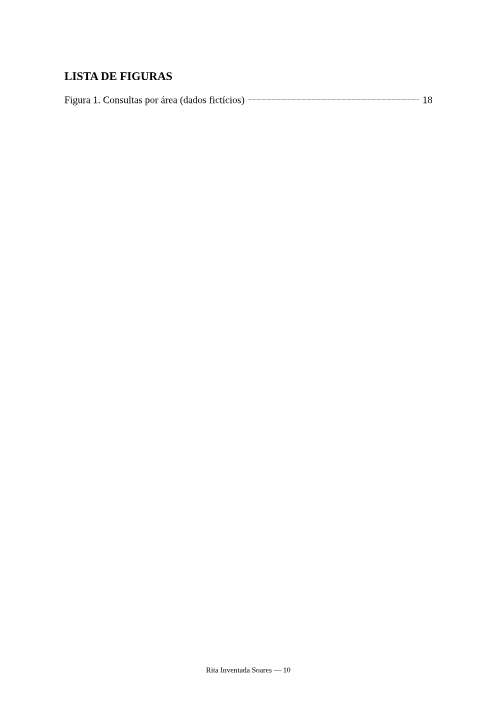 LISTA DE FIGURAS
Figura 1. Consultas por área (dados fictícios) 18
Rita Inventada Soares — 10